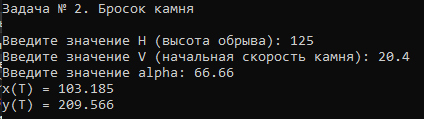 Задача № 2. Бросок камня
Введите значение H (высота обрыва): 125
Введите значение V (начальная скорость камня): 20.4
Введите значение alpha: 66.66
x(T) = 103.185
y(T) = 209.566